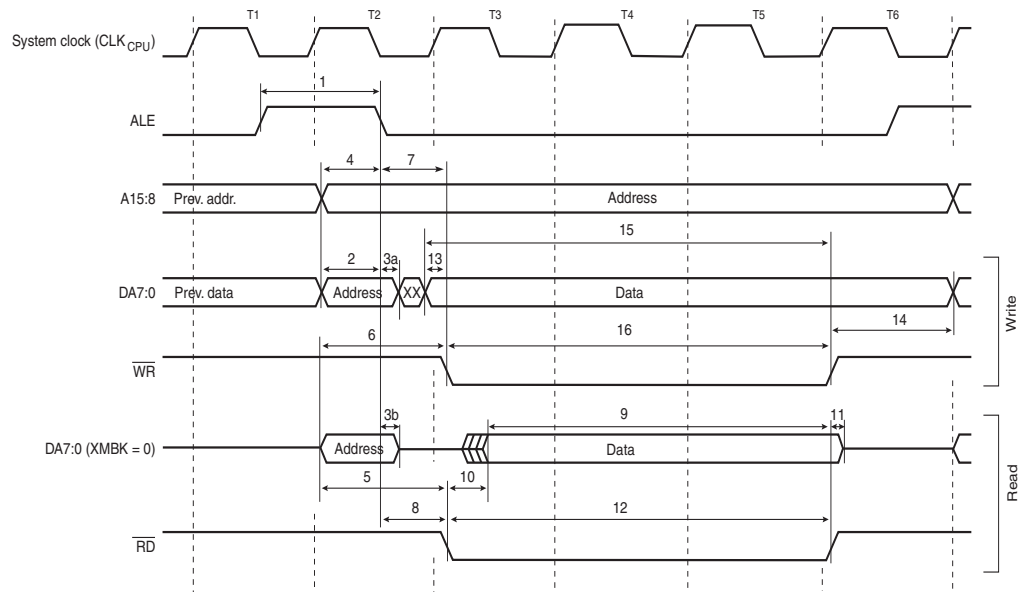 T1 T2 T3 T4 T5 T6
System clock (CLKCPU)
1
ALE
4 7
A15:8 Prev. addr. Address
15
2 3a 13
DA7:0 Prev. data Address XX Data
14
6 16
WR
Write
3b 9 11
DA7:0 (XMBK = 0) Address Data
5 10
8 12
RD
Read